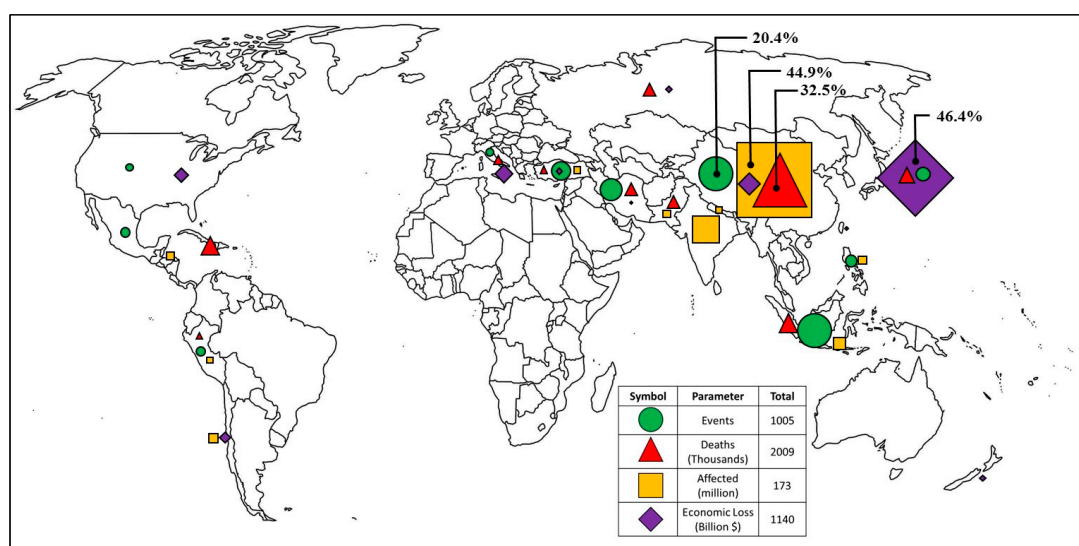 20.4%
44.9%
32.5%
46.4%
Symbol Parameter Total
Events 1005
Deaths
(Thousands) 2009
Affected
(million) 173
Economic Loss
(Billion $) 1140